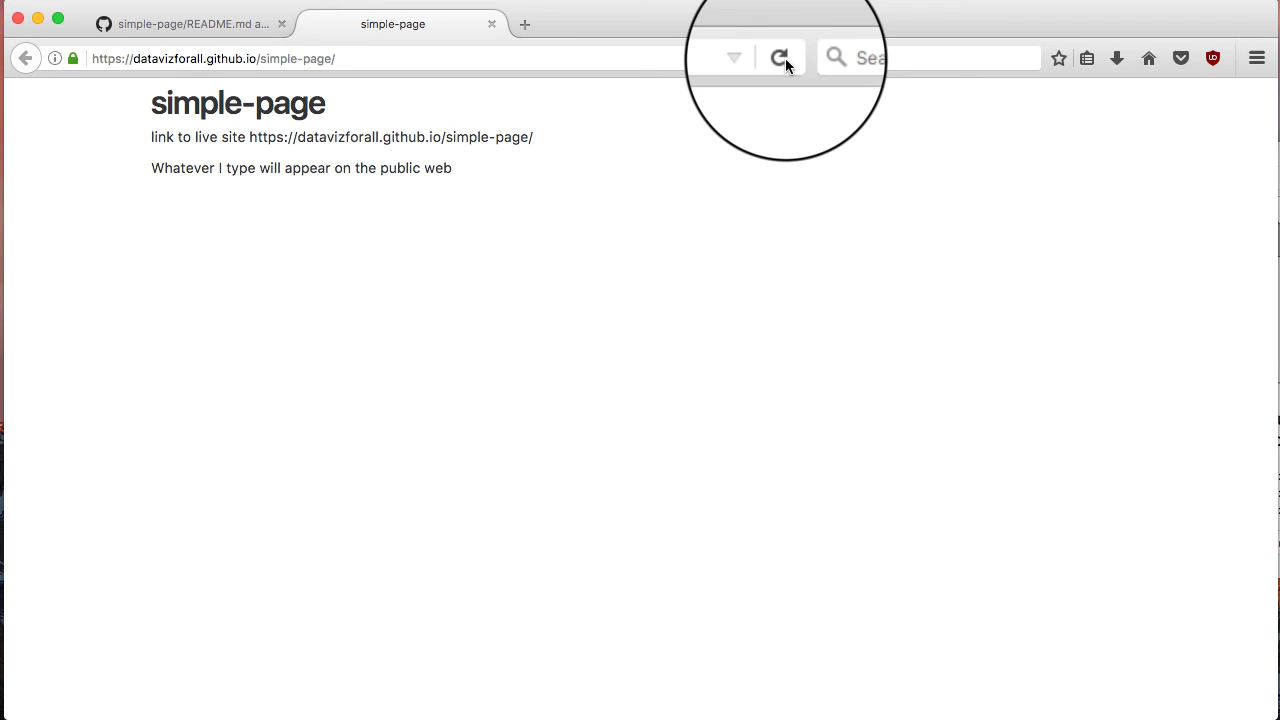 simple-page/README.md a...
simple-page
https://datavizforall.github.io/simple-page/
Sea
simple-page
link to live site https://datavizforall.github.io/simple-page/
Whatever I type will appear on the public web